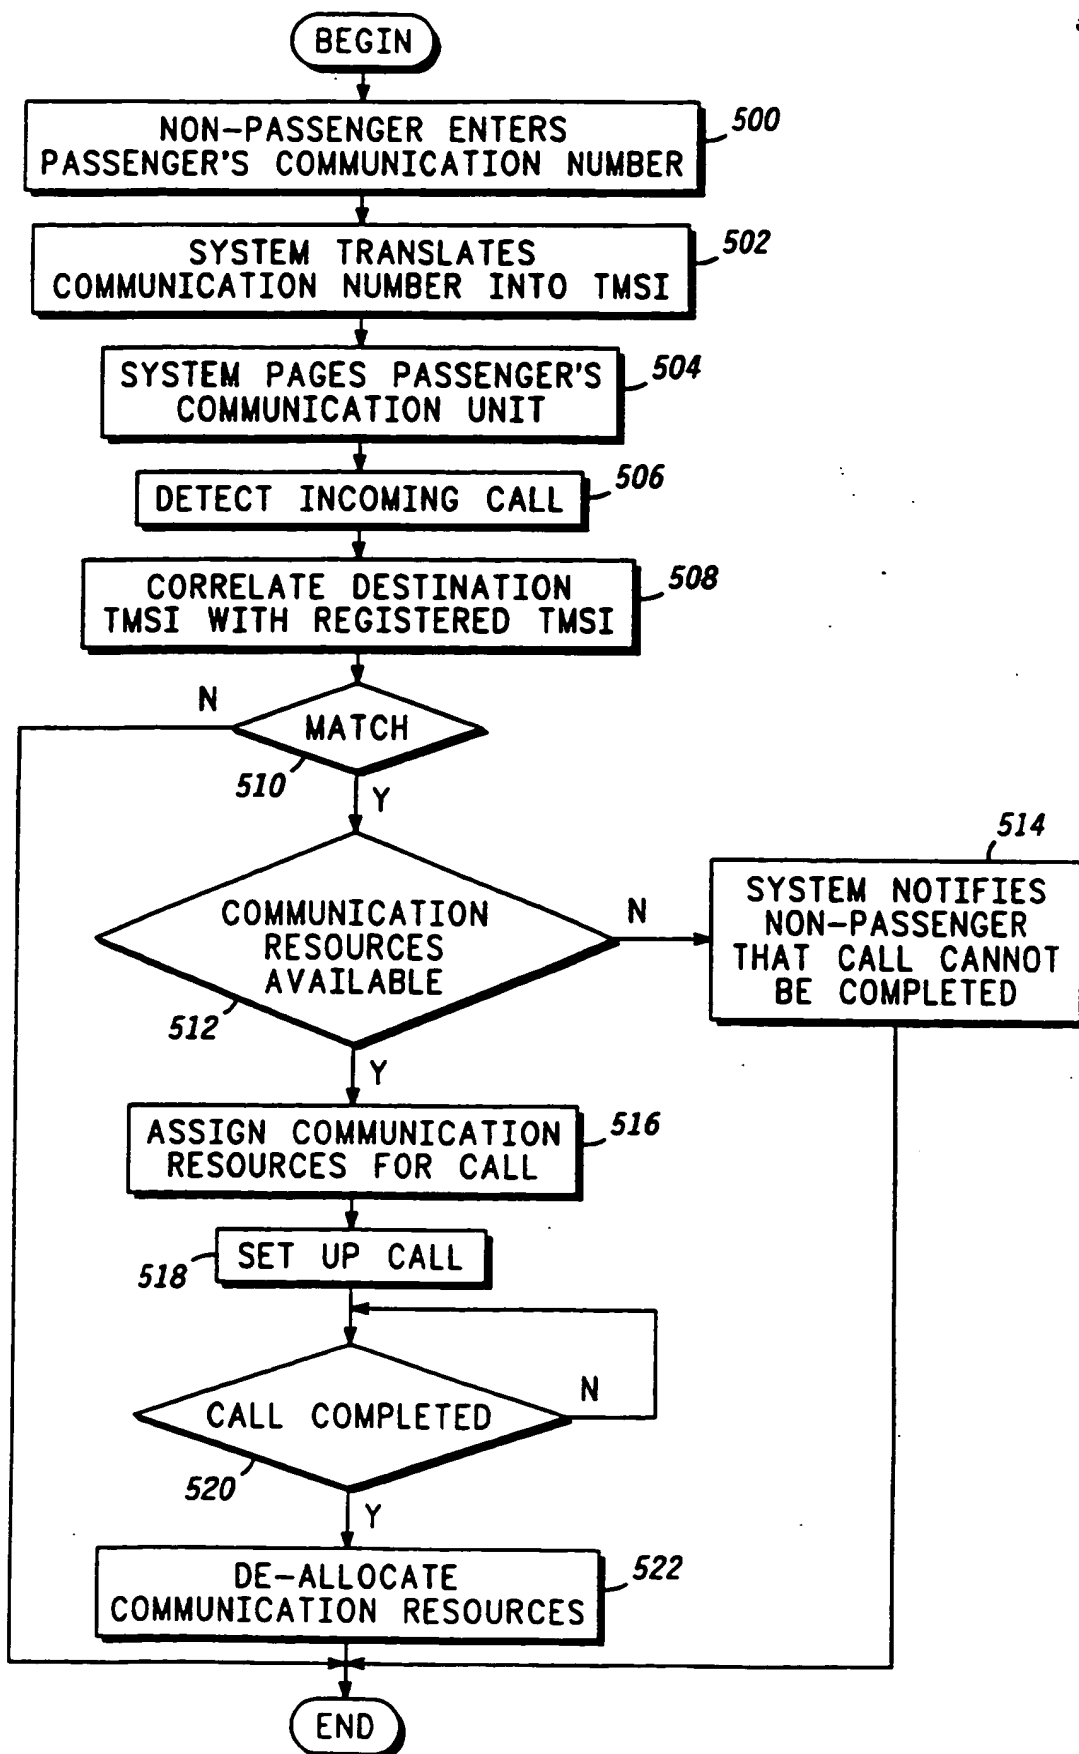 BEGIN
NON-PASSENGER ENTERS
PASSENGER'S COMMUNICATION NUMBER
500
SYSTEM TRANSLATES
COMMUNICATION NUMBER INTO TMSI
502
SYSTEM PAGES PASSENGER'S
COMMUNICATION UNIT
504
DETECT INCOMING CALL
506
CORRELATE DESTINATION
TMSI WITH REGISTERED TMSI
508
N
MATCH
510
Y
COMMUNICATION
RESOURCES
AVAILABLE
512
N
514
SYSTEM NOTIFIES
NON-PASSENGER
THAT CALL CANNOT
BE COMPLETED
Y
ASSIGN COMMUNICATION
RESOURCES FOR CALL
516
SET UP CALL
518
CALL COMPLETED
N
520
Y
DE-ALLOCATE
COMMUNICATION RESOURCES
522
END